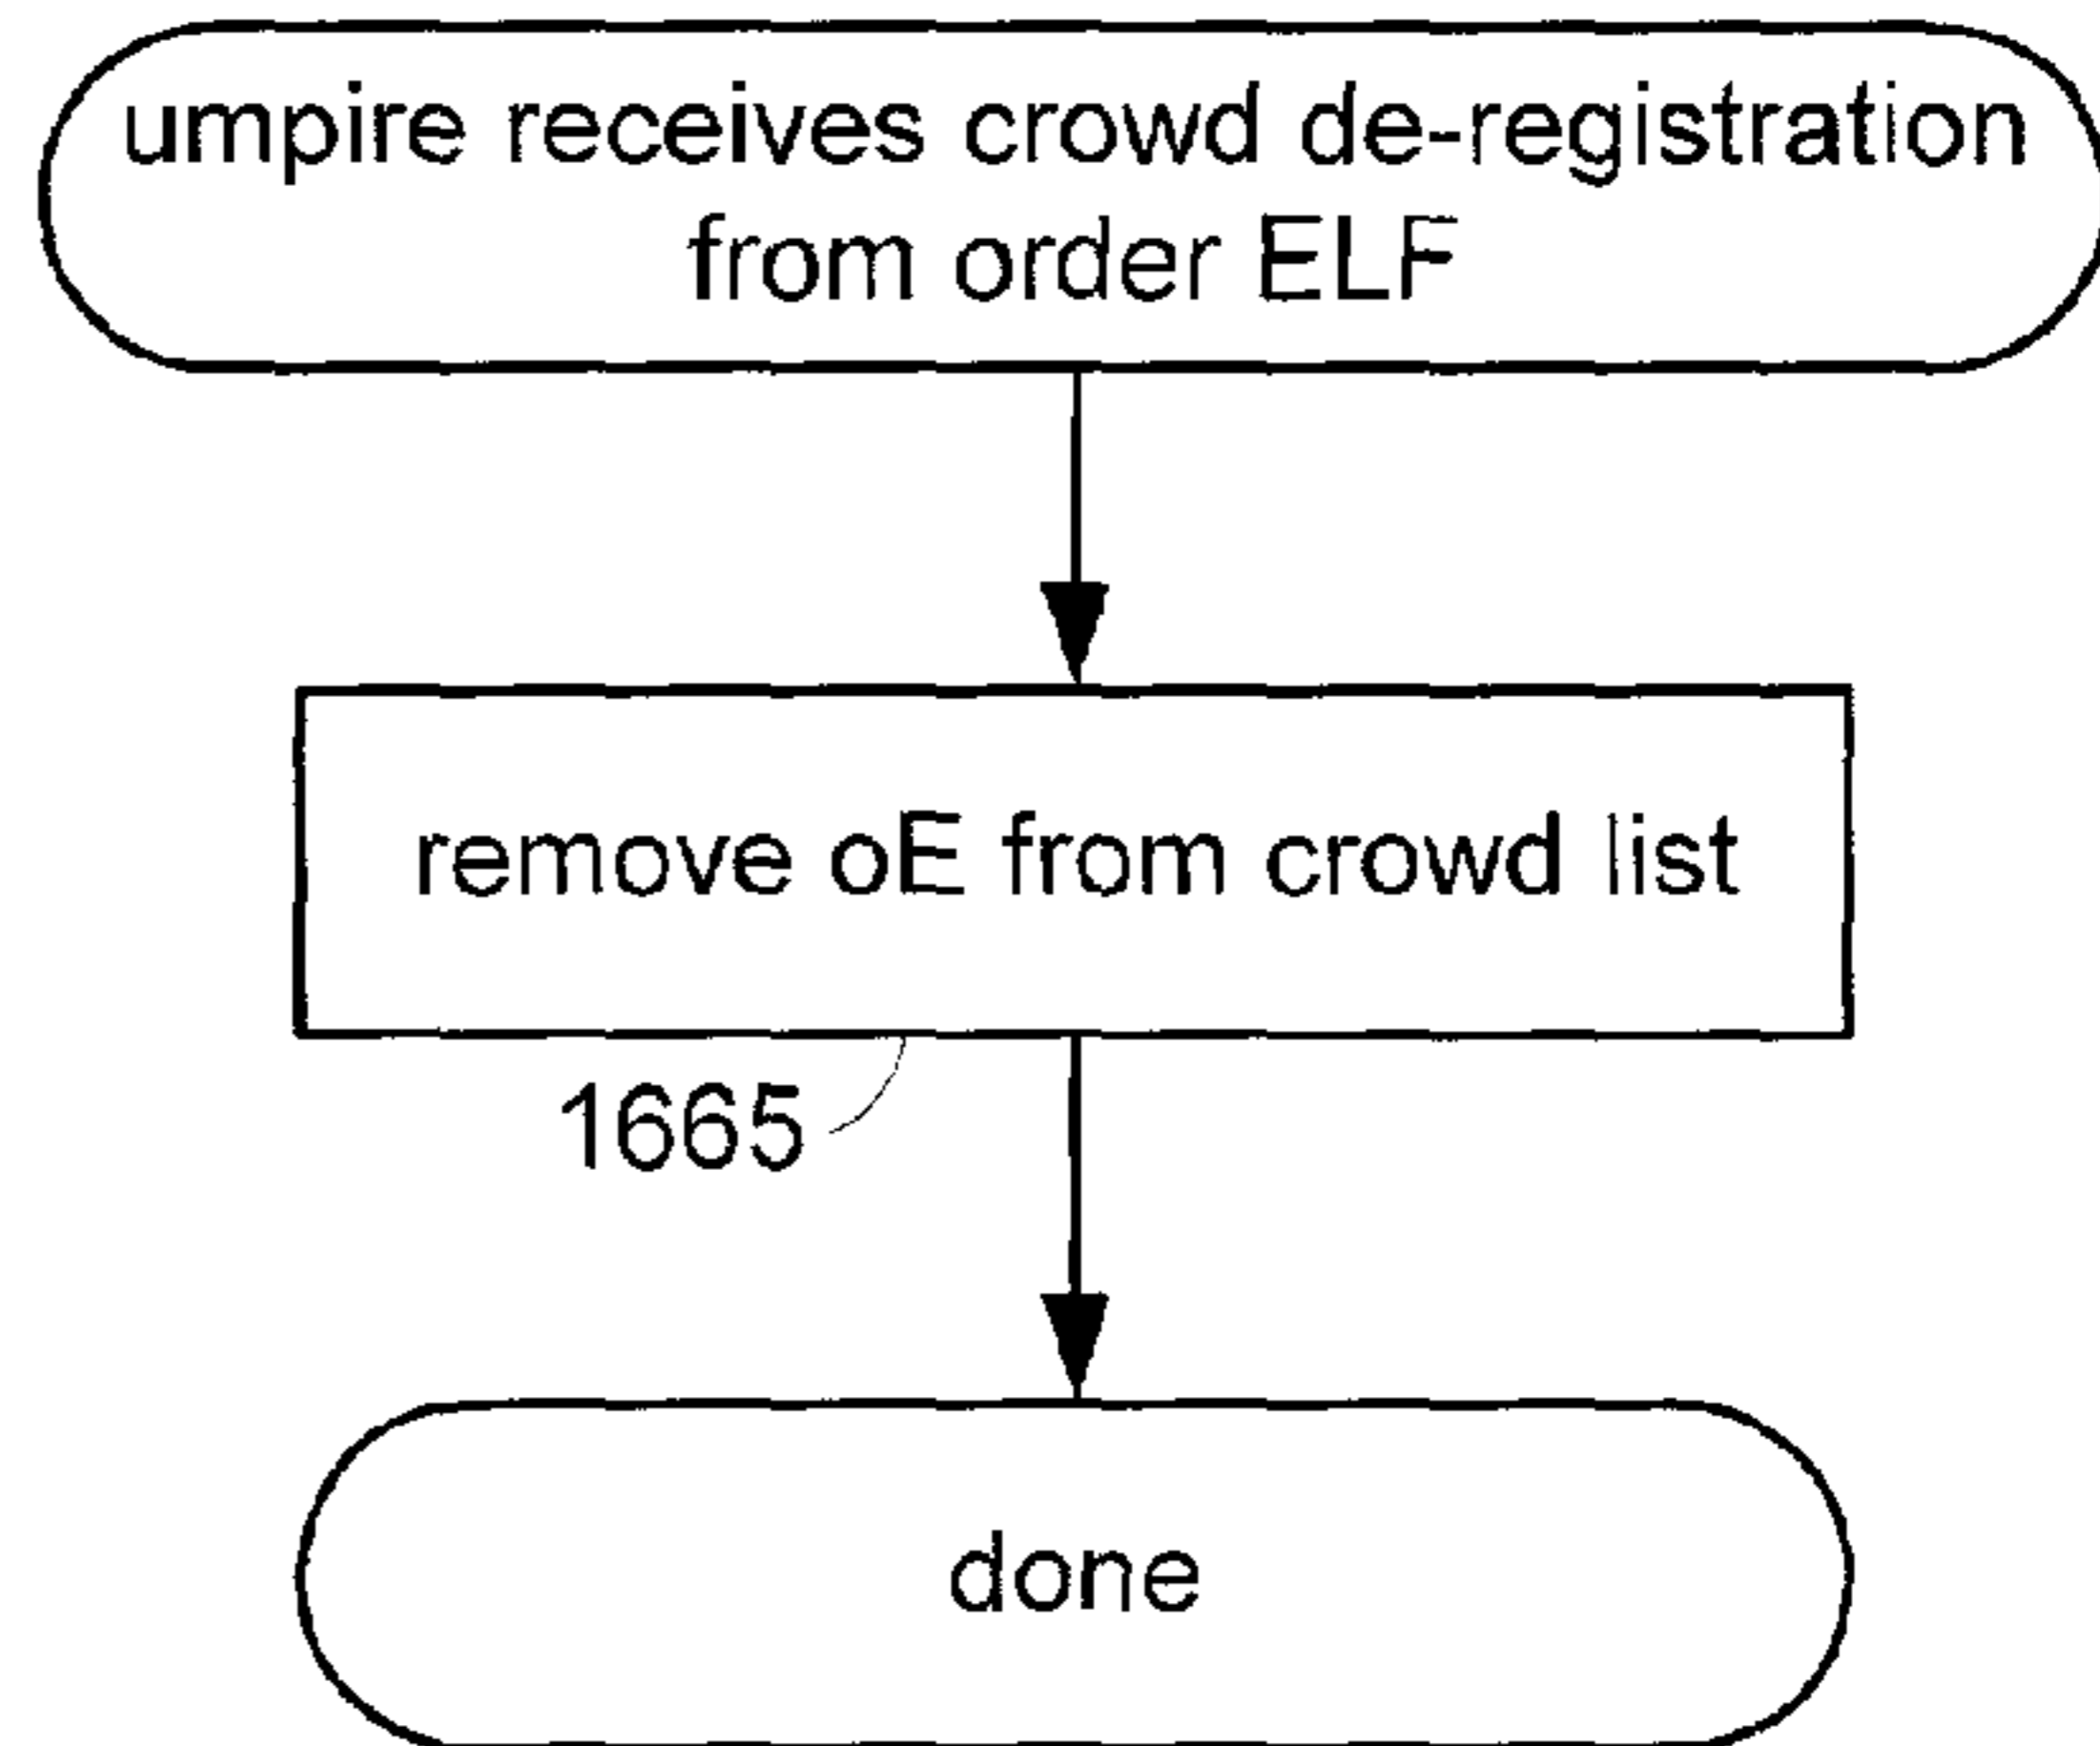 umpire receives crowd de-registration
from order ELF
remove oE from crowd list
1665
done